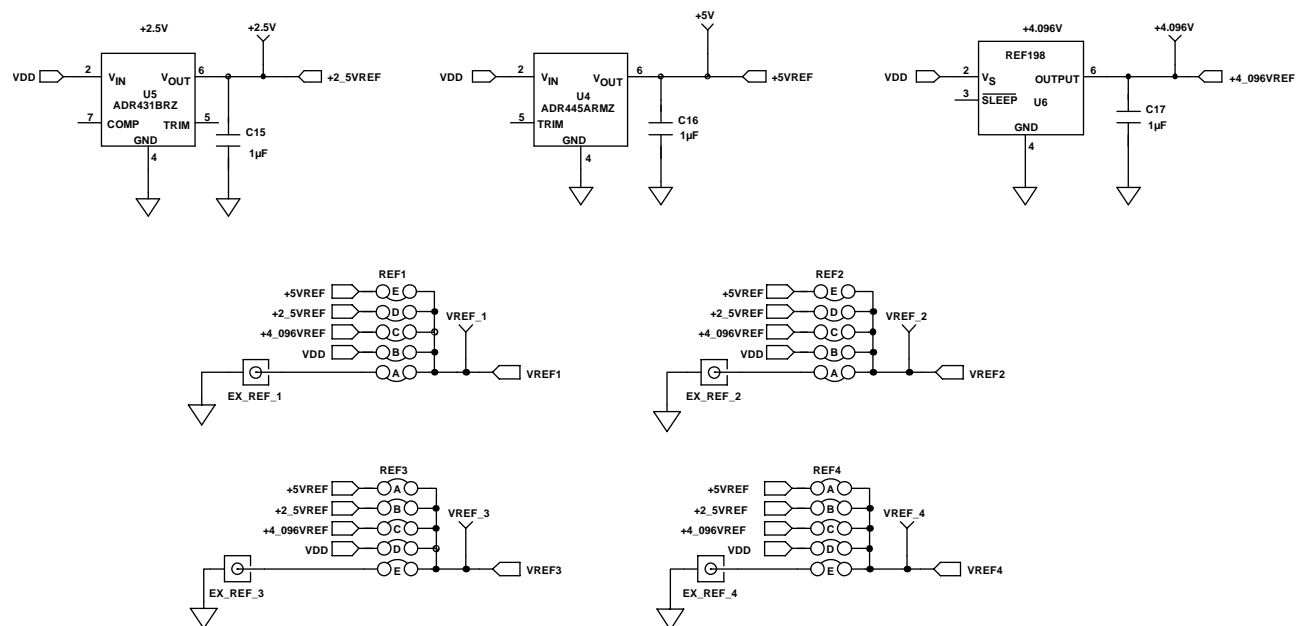 +2.5V
+2.5V
VDD
2
VIN
VOUT
6
+2_5VREF
U5
ADR431BRZ
7
COMP
TRIM
5
GND
4
C15
1µF
+5V
VDD
2
VIN
VOUT
6
+5VREF
U4
ADR445ARMZ
5
TRIM
GND
4
C16
1µF
+4.096V
+4.096V
REF198
VDD
2
VS
OUTPUT
6
+4_096VREF
3
SLEEP
U6
GND
4
C17
1µF
REF1
+5VREF
E
+2_5VREF
D
VREF_1
+4_096VREF
C
VDD
B
A
VREF1
EX_REF_1
REF2
+5VREF
E
+2_5VREF
D
VREF_2
+4_096VREF
C
VDD
B
A
VREF2
EX_REF_2
REF3
+5VREF
A
+2_5VREF
B
VREF_3
+4_096VREF
C
VDD
D
E
VREF3
EX_REF_3
REF4
+5VREF
A
+2_5VREF
B
VREF_4
+4_096VREF
C
VDD
D
E
VREF4
EX_REF_4